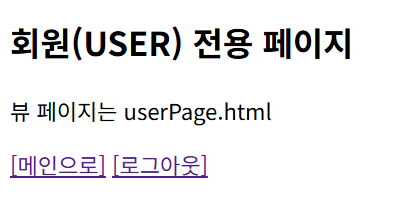 회원(USER) 전용 페이지
뷰 페이지는 userPage.html
[메인으로] [로그아웃]